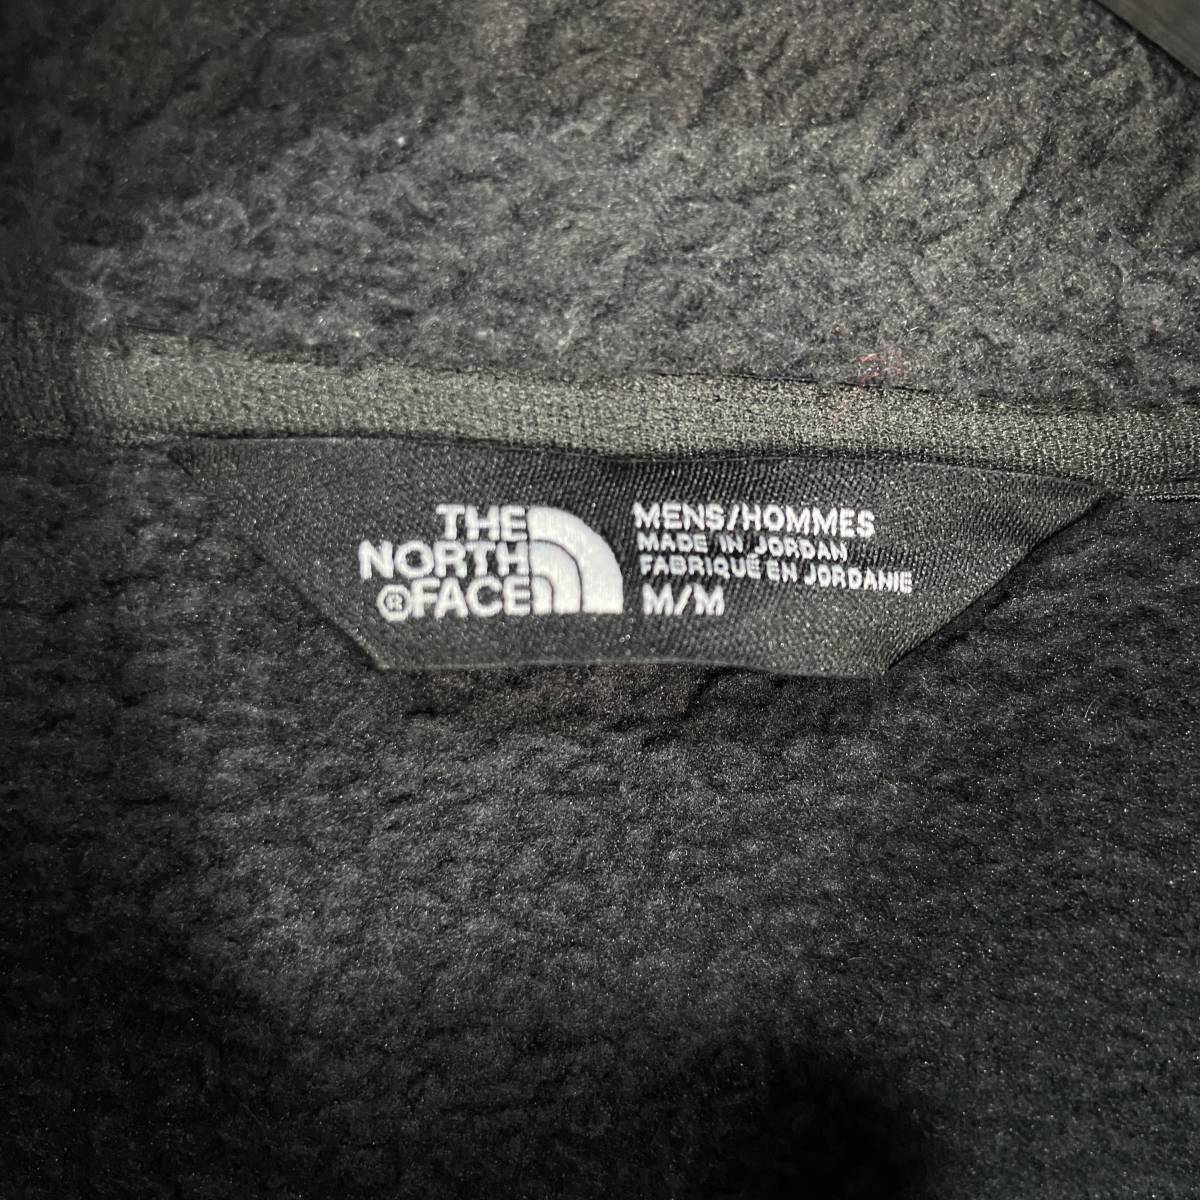 THE
NORTH
®FACE
MENS/HOMMES
MADE IN JORDAN
FABRIQUÉ EN JORDANIE
M/M